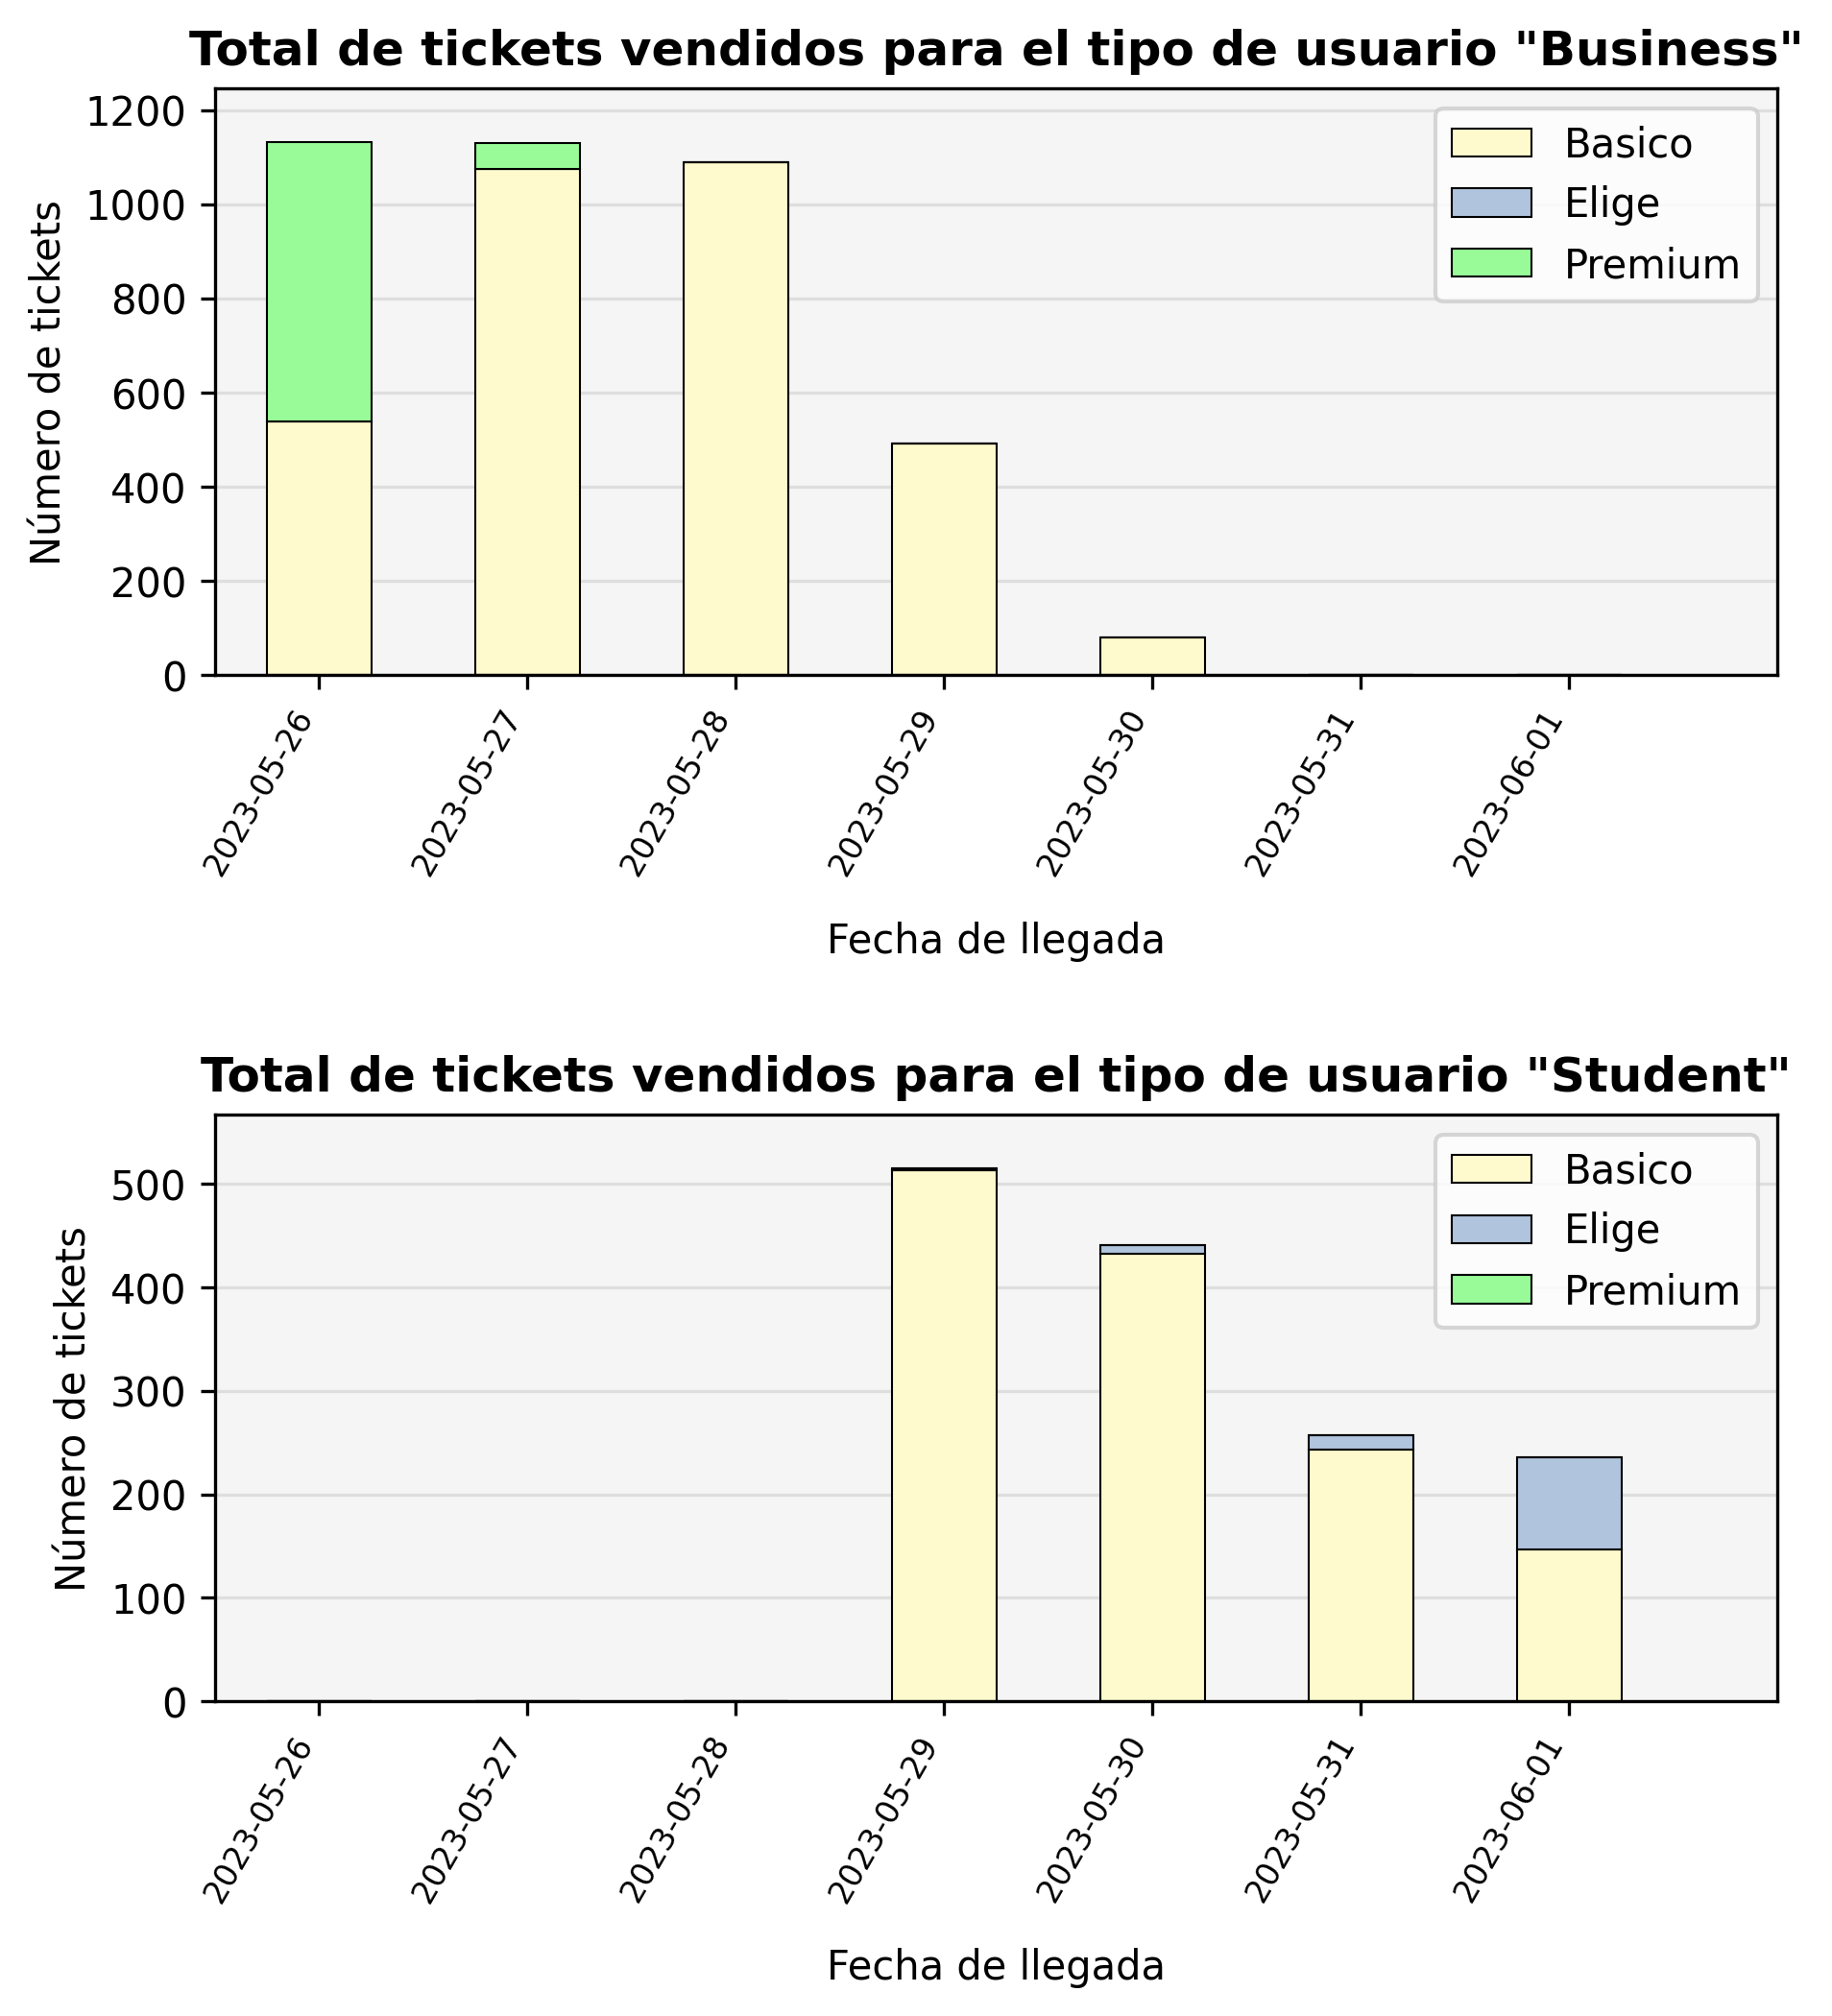 Total de tickets vendidos para el tipo de usuario "Business"
1200
1000
800
600
400
200
0
Número de tickets
Basico
Elige
Premium
2023-05-26
2023-05-27
2023-05-28
2023-05-29
2023-05-30
2023-05-31
2023-06-01
Fecha de llegada
Total de tickets vendidos para el tipo de usuario "Student"
500
400
300
200
100
0
Número de tickets
Basico
Elige
Premium
2023-05-26
2023-05-27
2023-05-28
2023-05-29
2023-05-30
2023-05-31
2023-06-01
Fecha de llegada